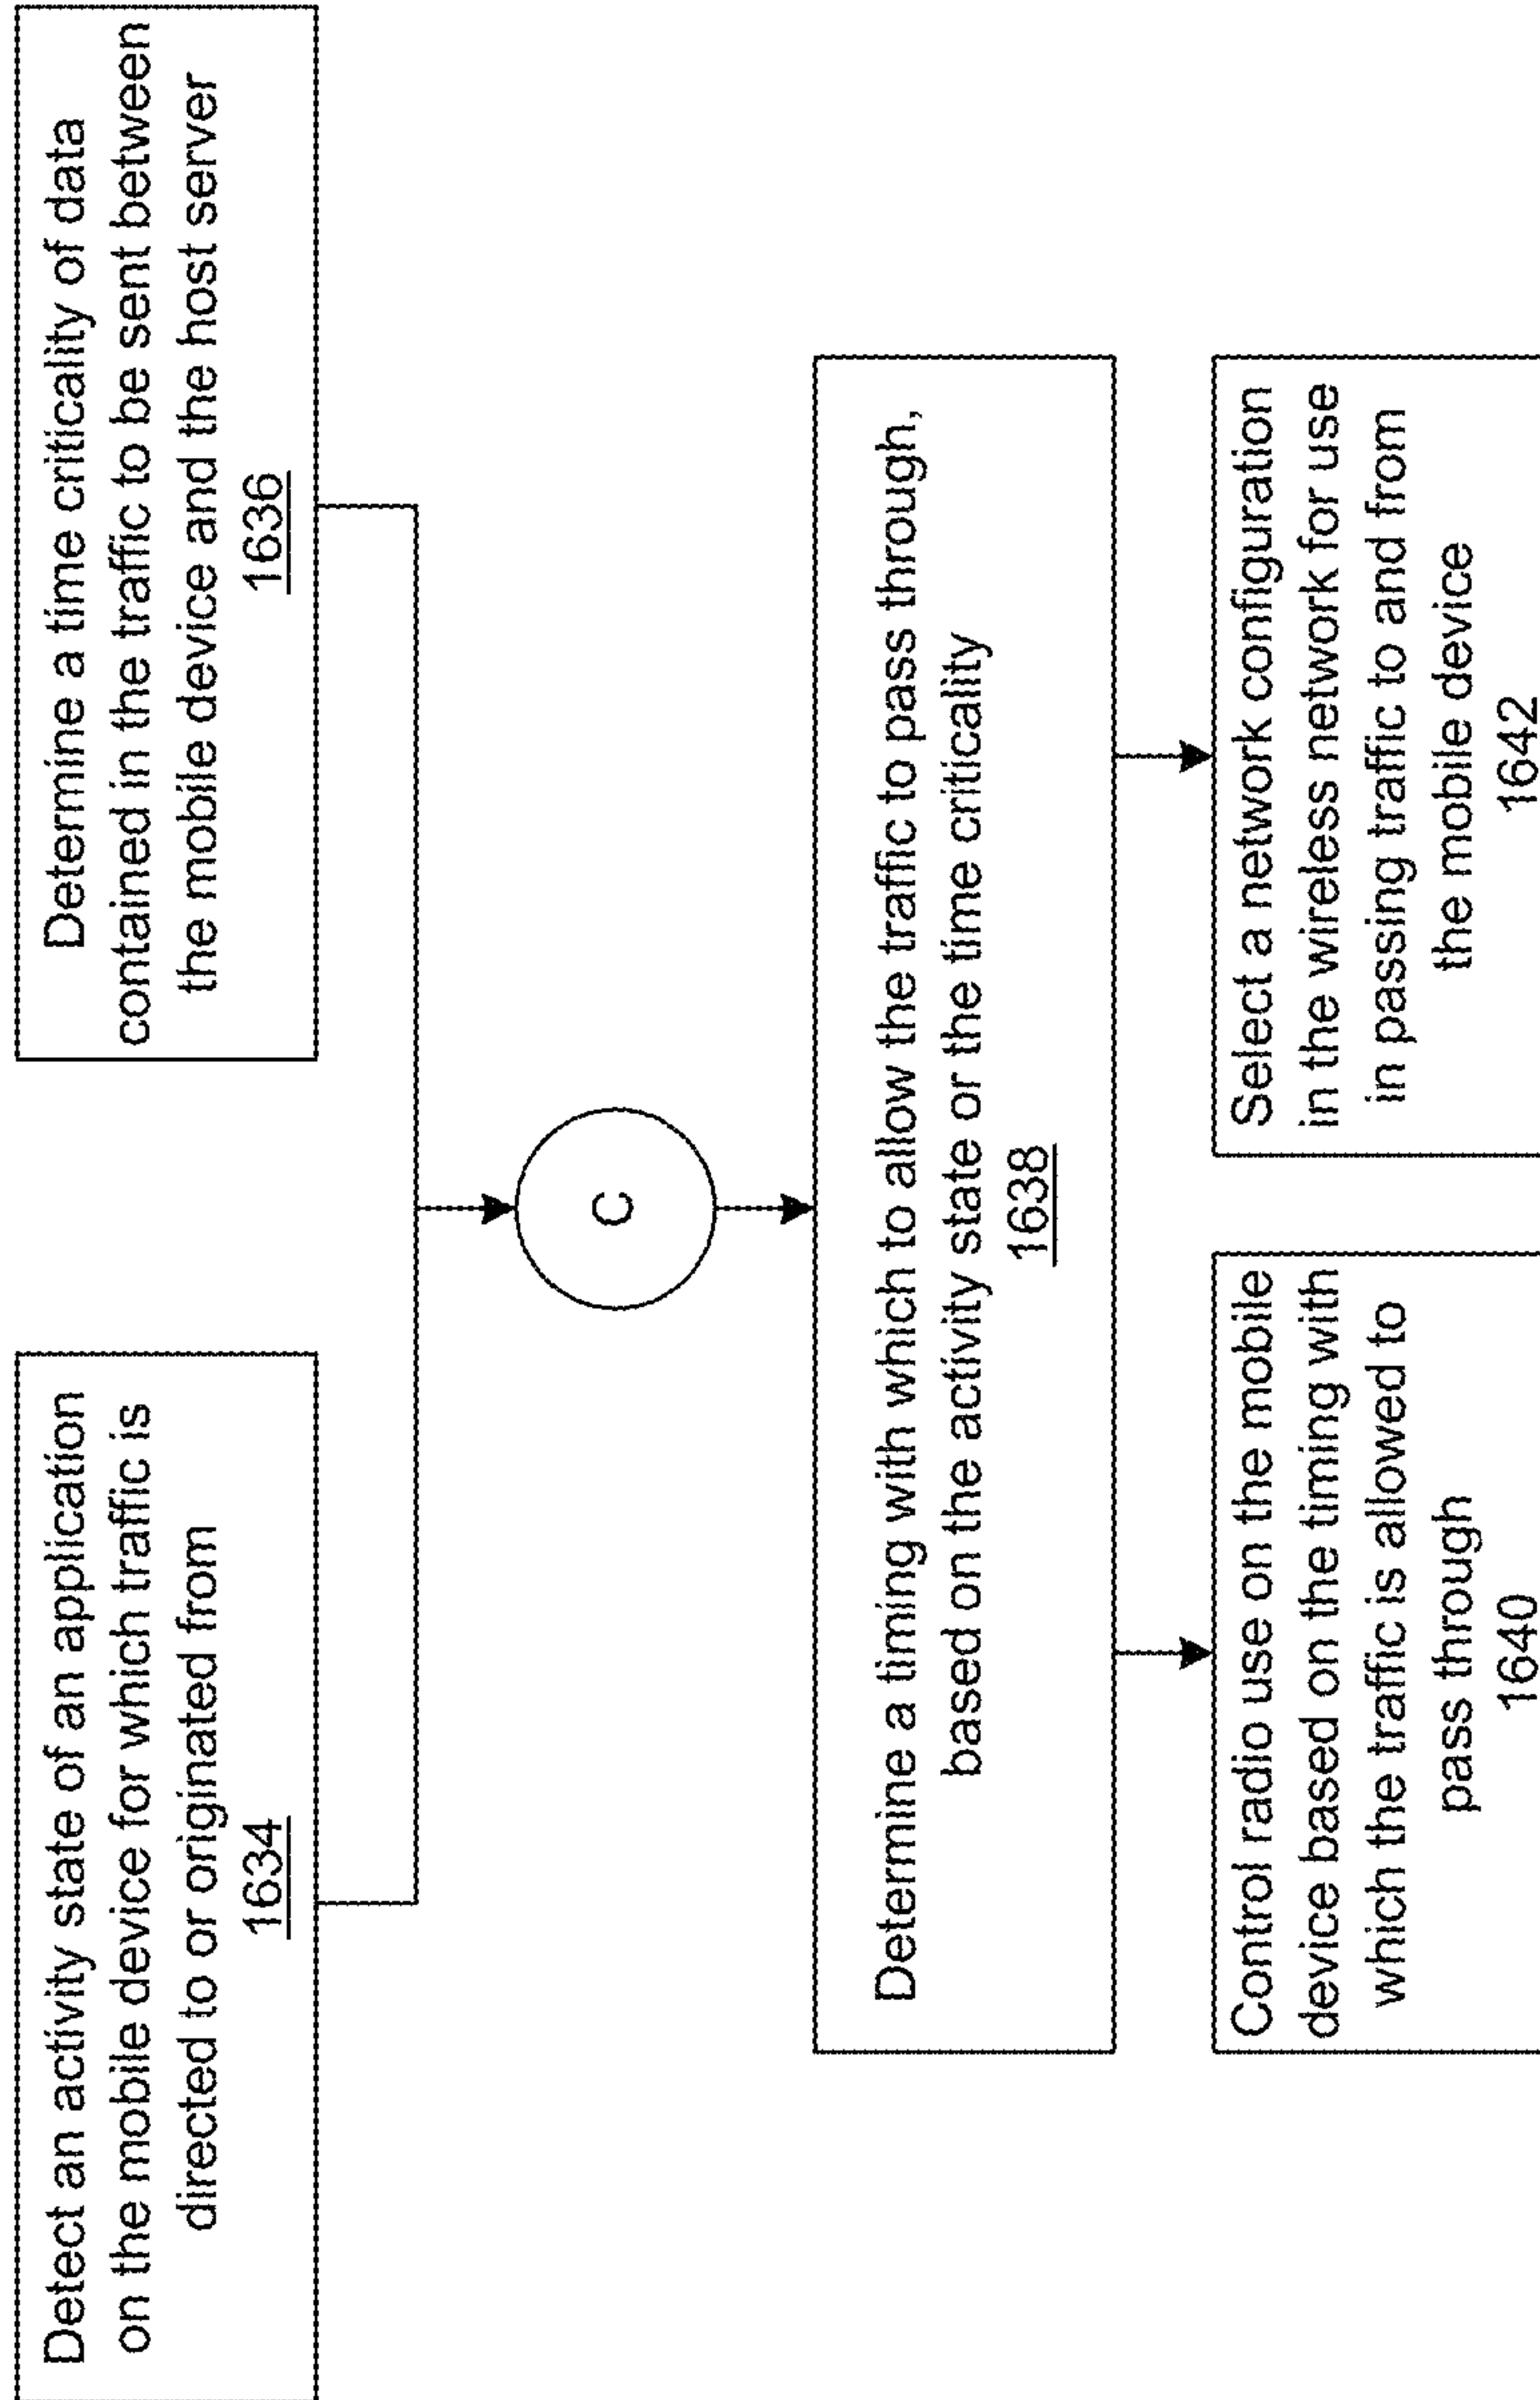 Detect an activity state of an application
on the mobile device for which traffic is
directed to or originated from
1634
Determine a time criticality of data
contained in the traffic to be sent between
the mobile device and the host server
1636
C
Determine a timing with which to allow the traffic to pass through,
based on the activity state or the time criticality
1638
Control radio use on the mobile
device based on the timing with
which the traffic is allowed to
pass through
1640
Select a network configuration
in the wireless network for use
in passing traffic to and from
the mobile device
1642